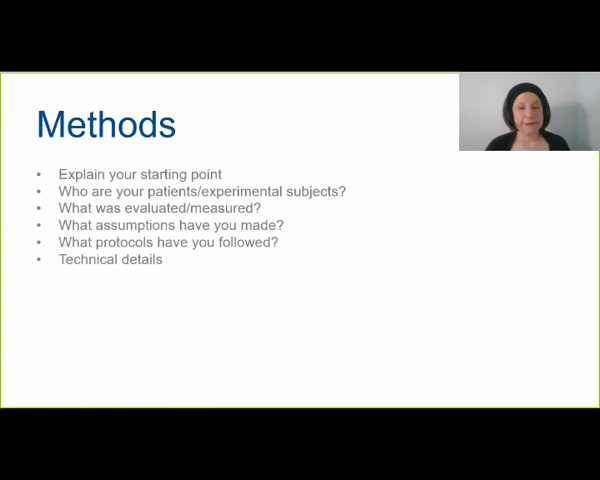 Methods
• Explain your starting point
• Who are your patients/experimental subjects?
• What was evaluated/measured?
• What assumptions have you made?
• What protocols have you followed?
• Technical details